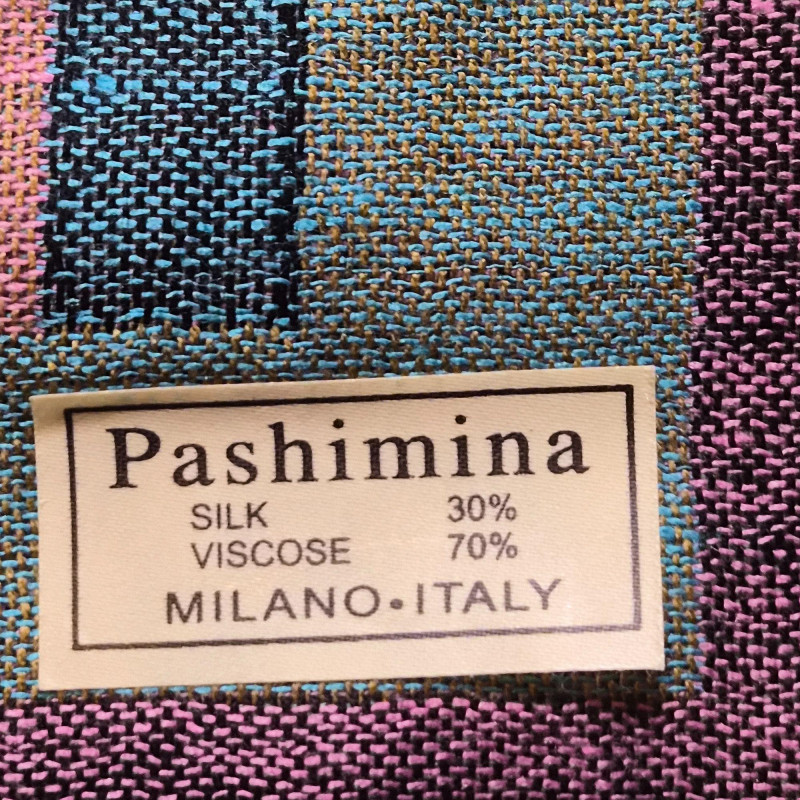 Pashimina
SILK 30%
VISCOSE 70%
MILANO•ITALY